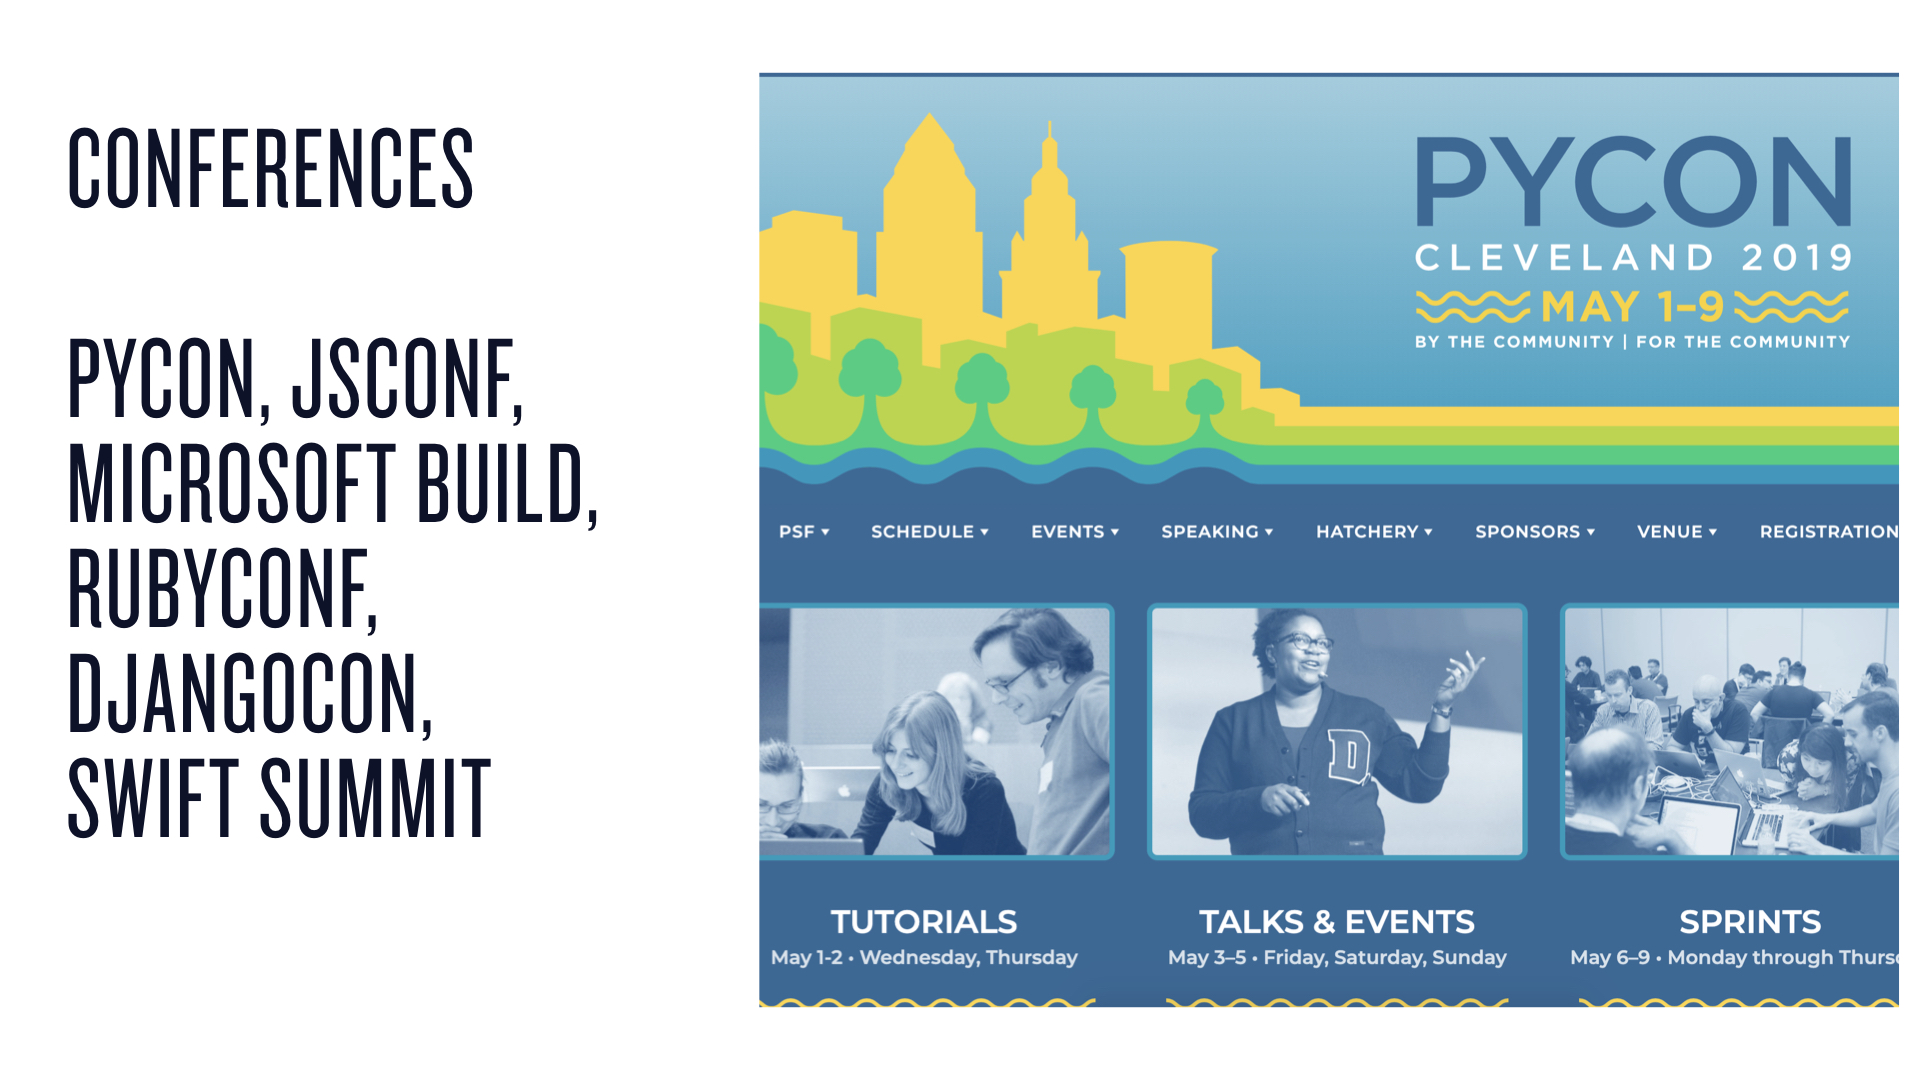 CONFERENCES
PYCON, JSCONF,
MICROSOFT BUILD,
RUBYCONF,
DJANGOCON,
SWIFT SUMMIT
PYCON
CLEVELAND 2019
MAY 1-9
BY THE COMMUNITY | FOR THE COMMUNITY
PSF ▾ SCHEDULE ▾ EVENTS ▾ SPEAKING ▾ HATCHERY ▾ SPONSORS ▾ VENUE ▾ REGISTRATION
D
TUTORIALS
May 1-2 • Wednesday, Thursday
TALKS & EVENTS
May 3–5 • Friday, Saturday, Sunday
SPRINTS
May 6–9 • Monday through Thurs